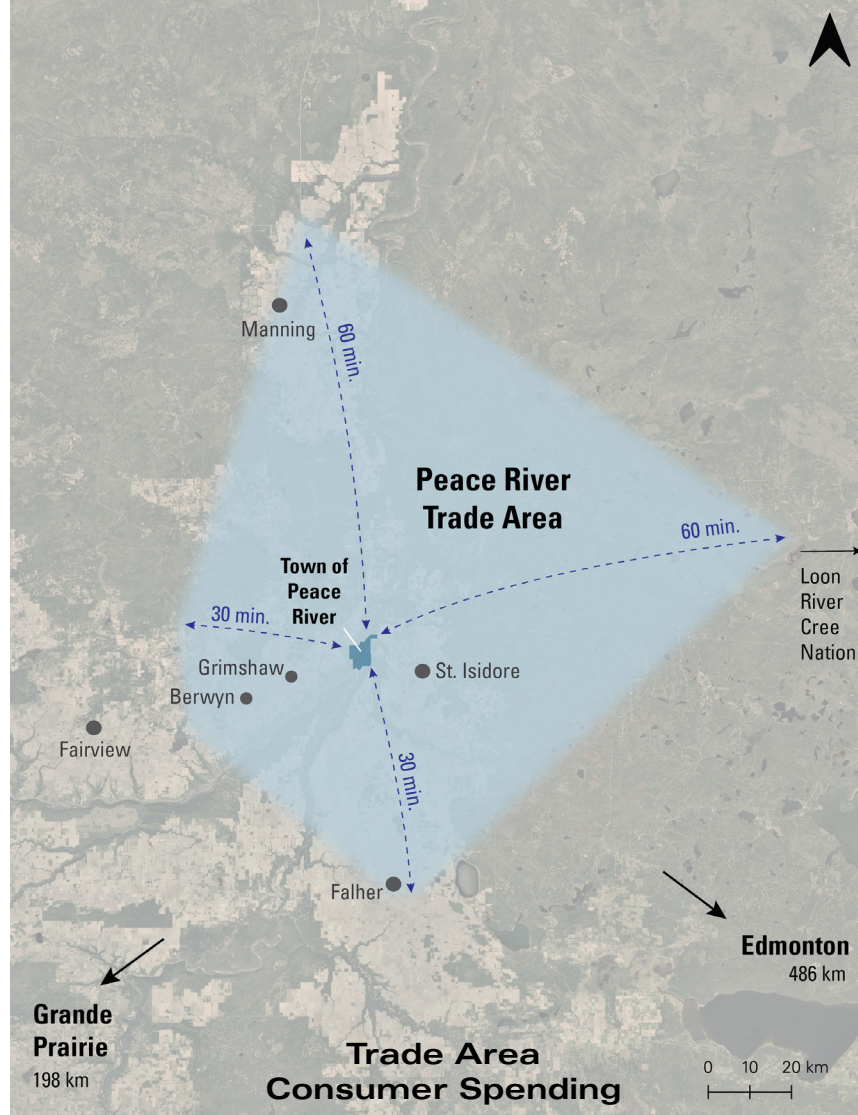 Manning
60 min.
Peace River
Trade Area
60 min.
Loon
River
Cree
Nation
Town of
Peace
River
30 min.
Grimshaw
St. Isidore
Berwyn
Fairview
30 min.
Falher
Edmonton
486 km
Grande
Prairie
198 km
Trade Area
Consumer Spending
0 10 20 km